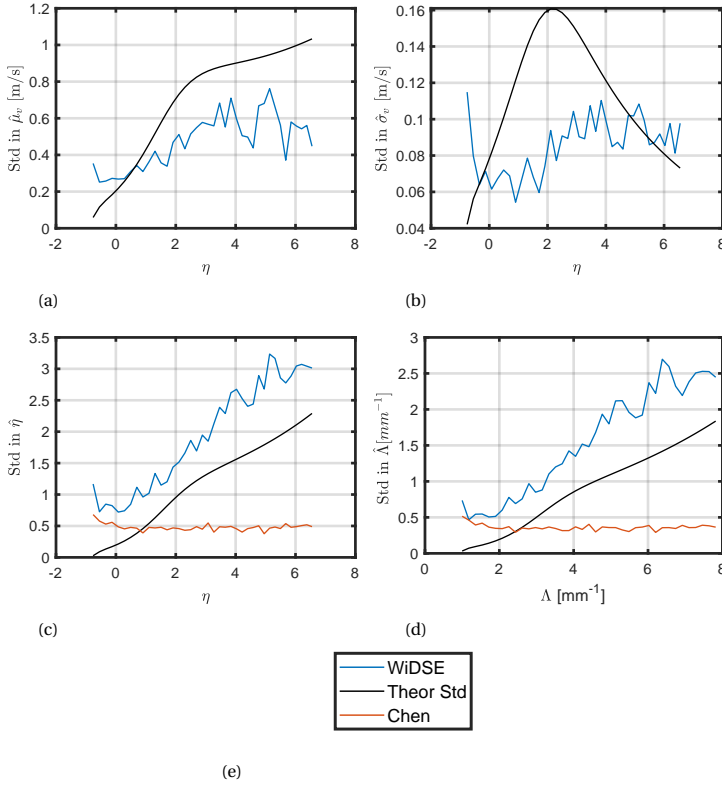 1.2
1
0.8
0.6
0.4
0.2
0
-2 0 2 4 6 8
Std in μ̂_v [m/s]
η
(a)
0.16
0.14
0.12
0.1
0.08
0.06
0.04
-2 0 2 4 6 8
Std in σ̂_v [m/s]
η
(b)
3.5
3
2.5
2
1.5
1
0.5
0
-2 0 2 4 6 8
Std in η̂
η
(c)
3
2.5
2
1.5
1
0.5
0
0 2 4 6 8
Std in Λ̂[mm⁻¹]
Λ [mm⁻¹]
(d)
WiDSE
Theor Std
Chen
(e)